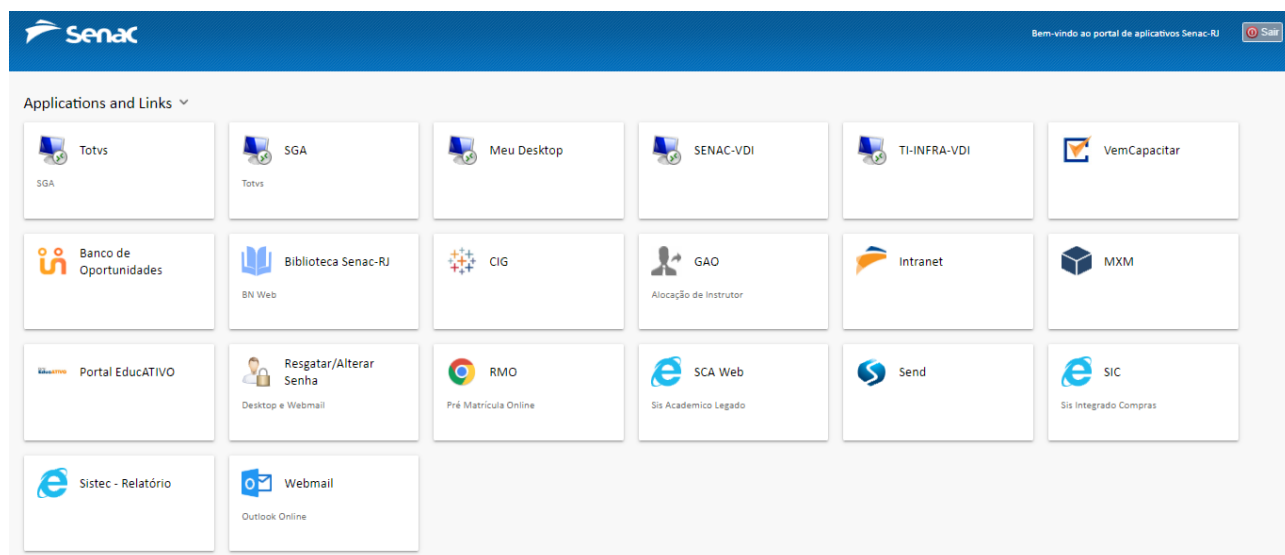 Senac
Bem-vindo ao portal de aplicativos Senac-RJ
Sair
Applications and Links
Totvs
SGA
SGA
Totvs
Meu Desktop
SENAC-VDI
TI-INFRA-VDI
VemCapacitar
Banco de
Oportunidades
Biblioteca Senac-RJ
BN Web
CIG
GAO
Alocação de Instrutor
Intranet
MXM
Portal EducATIVO
Resgatar/Alterar
Senha
Desktop e Webmail
RMO
Pré Matrícula Online
SCA Web
Sis Academico Legado
Send
SIC
Sis Integrado Compras
Sistec - Relatório
Webmail
Outlook Online